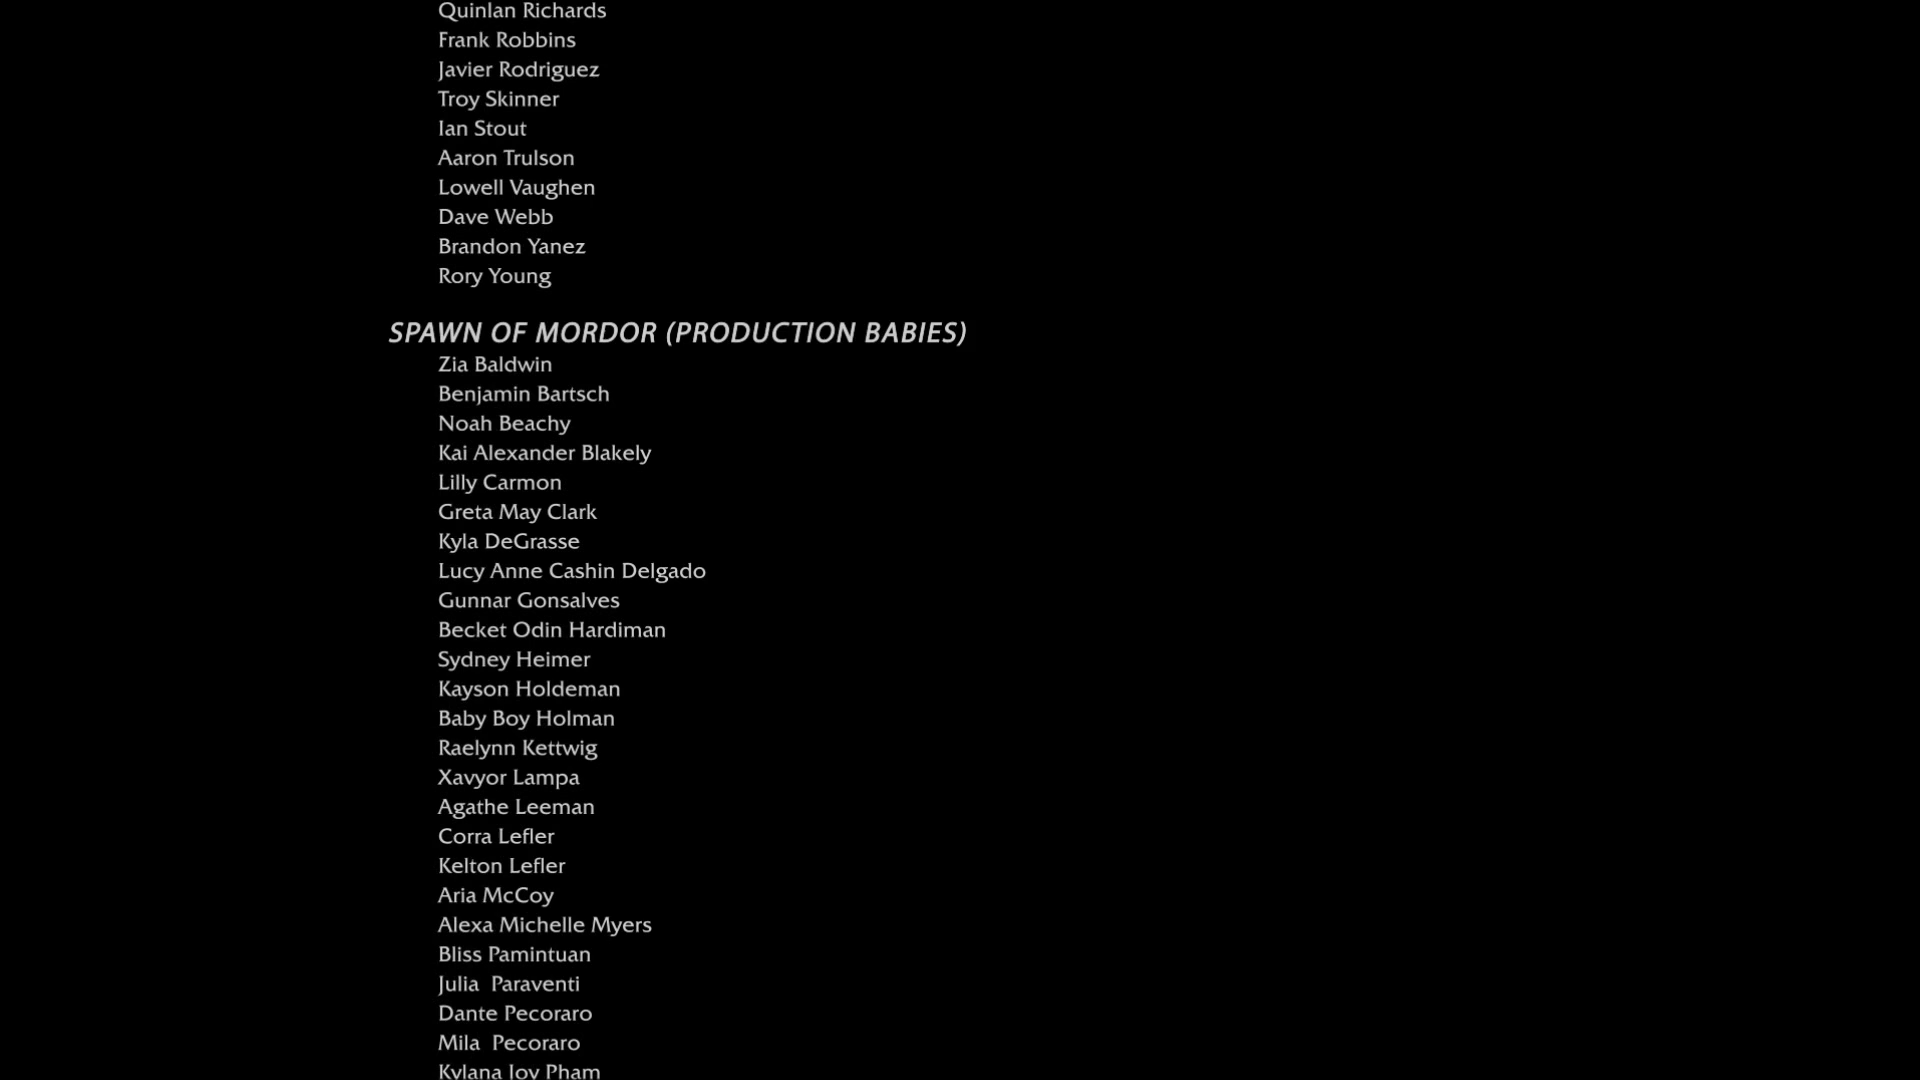 Quinlan Richards
Frank Robbins
Javier Rodriguez
Troy Skinner
Ian Stout
Aaron Trulson
Lowell Vaughen
Dave Webb
Brandon Yanez
Rory Young
SPAWN OF MORDOR (PRODUCTION BABIES)
Zia Baldwin
Benjamin Bartsch
Noah Beachy
Kai Alexander Blakely
Lilly Carmon
Greta May Clark
Kyla DeGrasse
Lucy Anne Cashin Delgado
Gunnar Gonsalves
Becket Odin Hardiman
Sydney Heimer
Kayson Holdeman
Baby Boy Holman
Raelynn Kettwig
Xavyor Lampa
Agathe Leeman
Corra Lefler
Kelton Lefler
Aria McCoy
Alexa Michelle Myers
Bliss Pamintuan
Julia  Paraventi
Dante Pecoraro
Mila  Pecoraro
Kylana Joy Pham